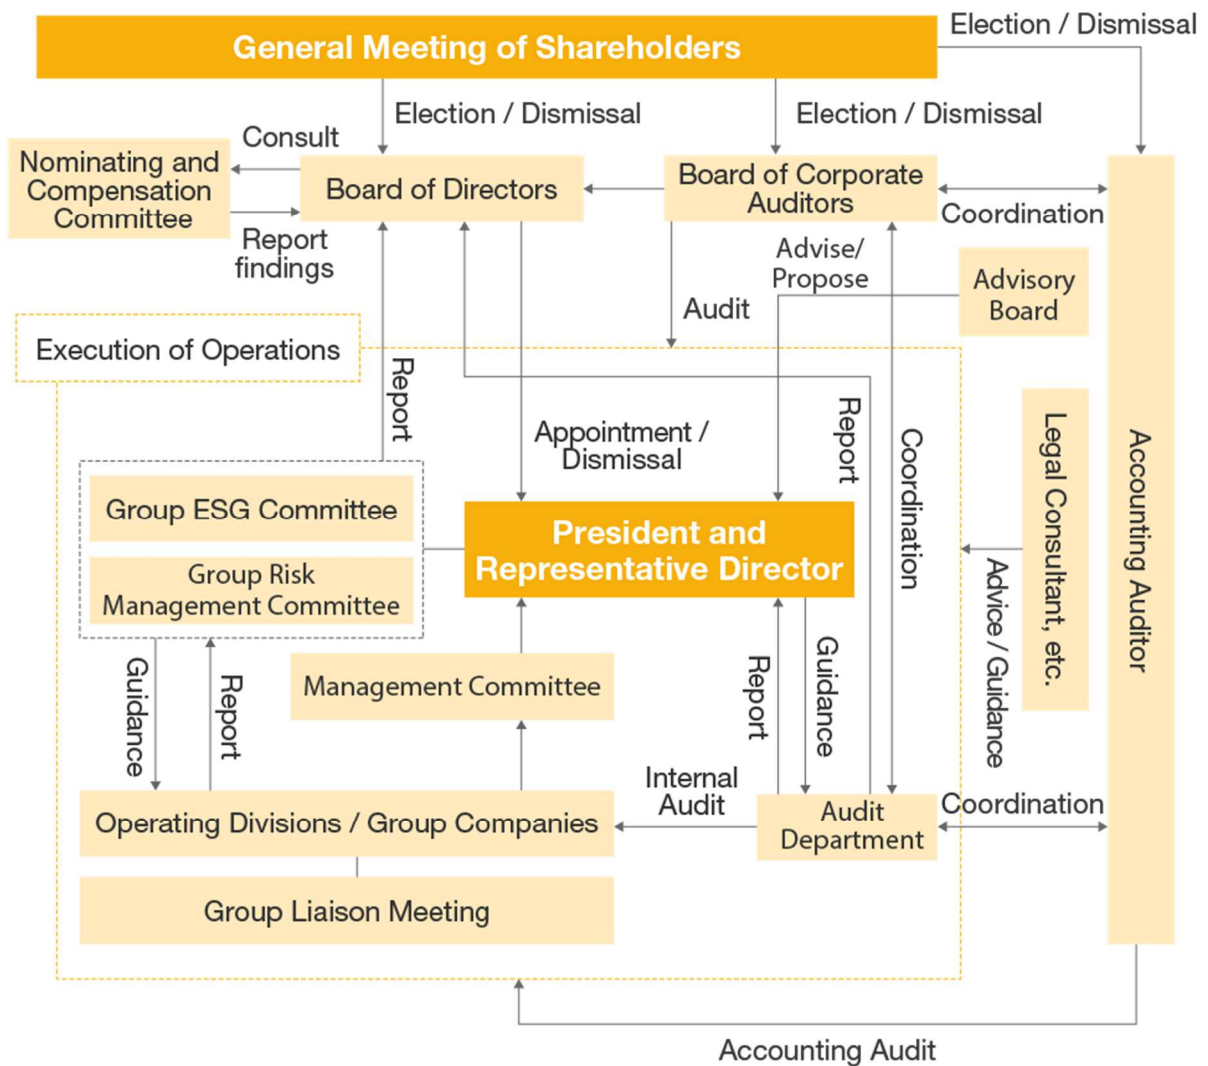 General Meeting of Shareholders
Election / Dismissal
Election / Dismissal
Election / Dismissal
Consult
Nominating and
Compensation
Committee
Board of Directors
Board of Corporate
Auditors
Coordination
Report
findings
Advise/
Propose
Advisory
Board
Audit
Execution of Operations
Report
Appointment /
Dismissal
Report
Coordination
Legal Consultant, etc.
Accounting Auditor
Group ESG Committee
Group Risk
Management Committee
President and
Representative Director
Advice / Guidance
Guidance
Report
Management Committee
Report
Guidance
Internal
Audit
Operating Divisions / Group Companies
Audit
Department
Coordination
Group Liaison Meeting
Accounting Audit